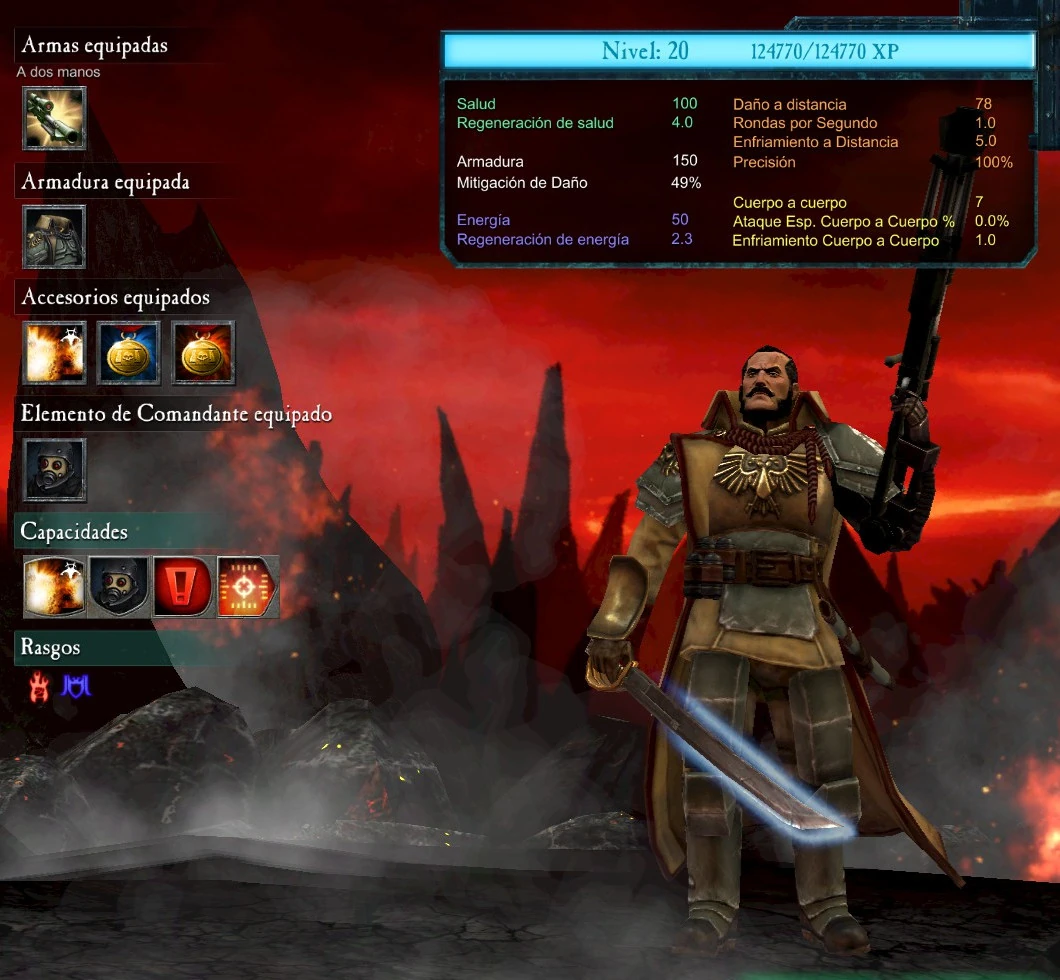 Armas equipadas
A dos manos
Armadura equipada
Accesorios equipados
Elemento de Comandante equipado
Capacidades
Rasgos
Nivel: 20 124770/124770 XP
Salud 100
Regeneración de salud 4.0
Armadura 150
Mitigación de Daño 49%
Energía 50
Regeneración de energía 2.3
Daño a distancia 78
Rondas por Segundo 1.0
Enfriamiento a Distancia 5.0
Precisión 100%
Cuerpo a cuerpo 7
Ataque Esp. Cuerpo a Cuerpo % 0.0%
Enfriamiento Cuerpo a Cuerpo 1.0